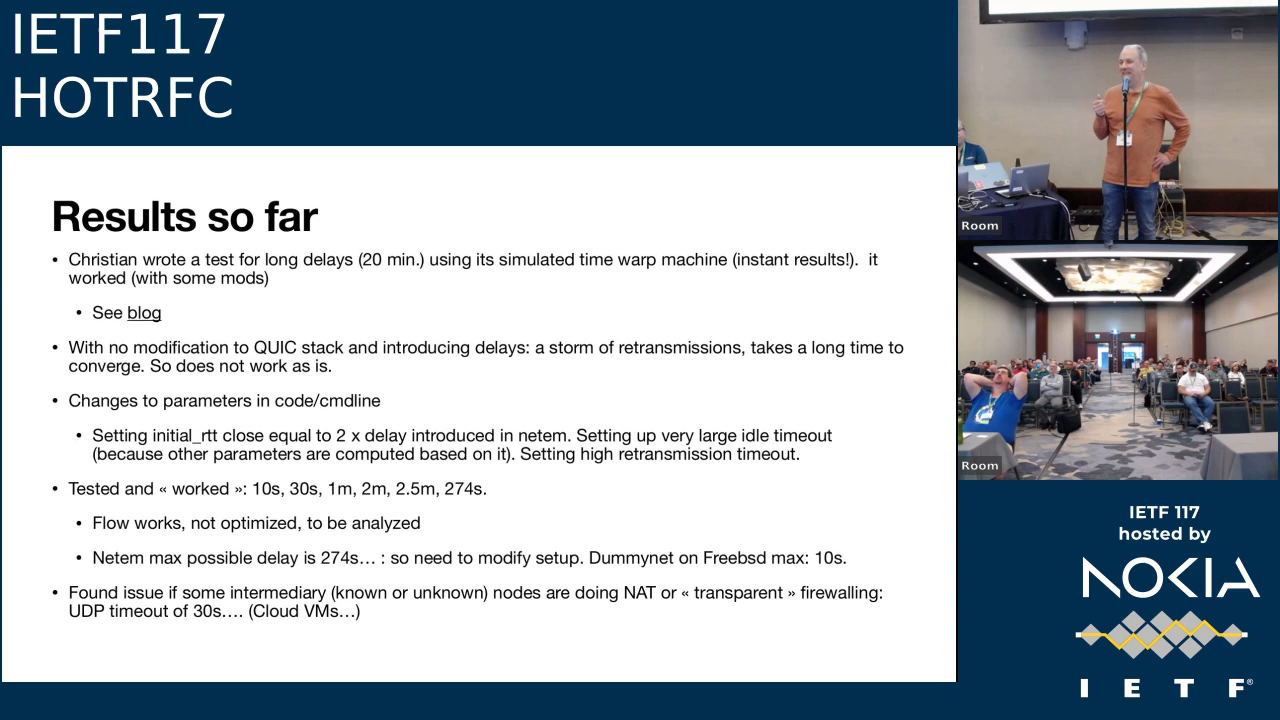 IETF117
HOTRFC
Results so far
• Christian wrote a test for long delays (20 min.) using its simulated time warp machine (instant results!).  it
worked (with some mods)
• See blog
• With no modification to QUIC stack and introducing delays: a storm of retransmissions, takes a long time to
converge. So does not work as is.
• Changes to parameters in code/cmdline
• Setting initial_rtt close equal to 2 x delay introduced in netem. Setting up very large idle timeout
(because other parameters are computed based on it). Setting high retransmission timeout.
• Tested and « worked »: 10s, 30s, 1m, 2m, 2.5m, 274s.
• Flow works, not optimized, to be analyzed
• Netem max possible delay is 274s… : so need to modify setup. Dummynet on Freebsd max: 10s.
• Found issue if some intermediary (known or unknown) nodes are doing NAT or « transparent » firewalling:
UDP timeout of 30s…. (Cloud VMs…)
Room
Room
IETF 117
hosted by
NOKIA
IETF®